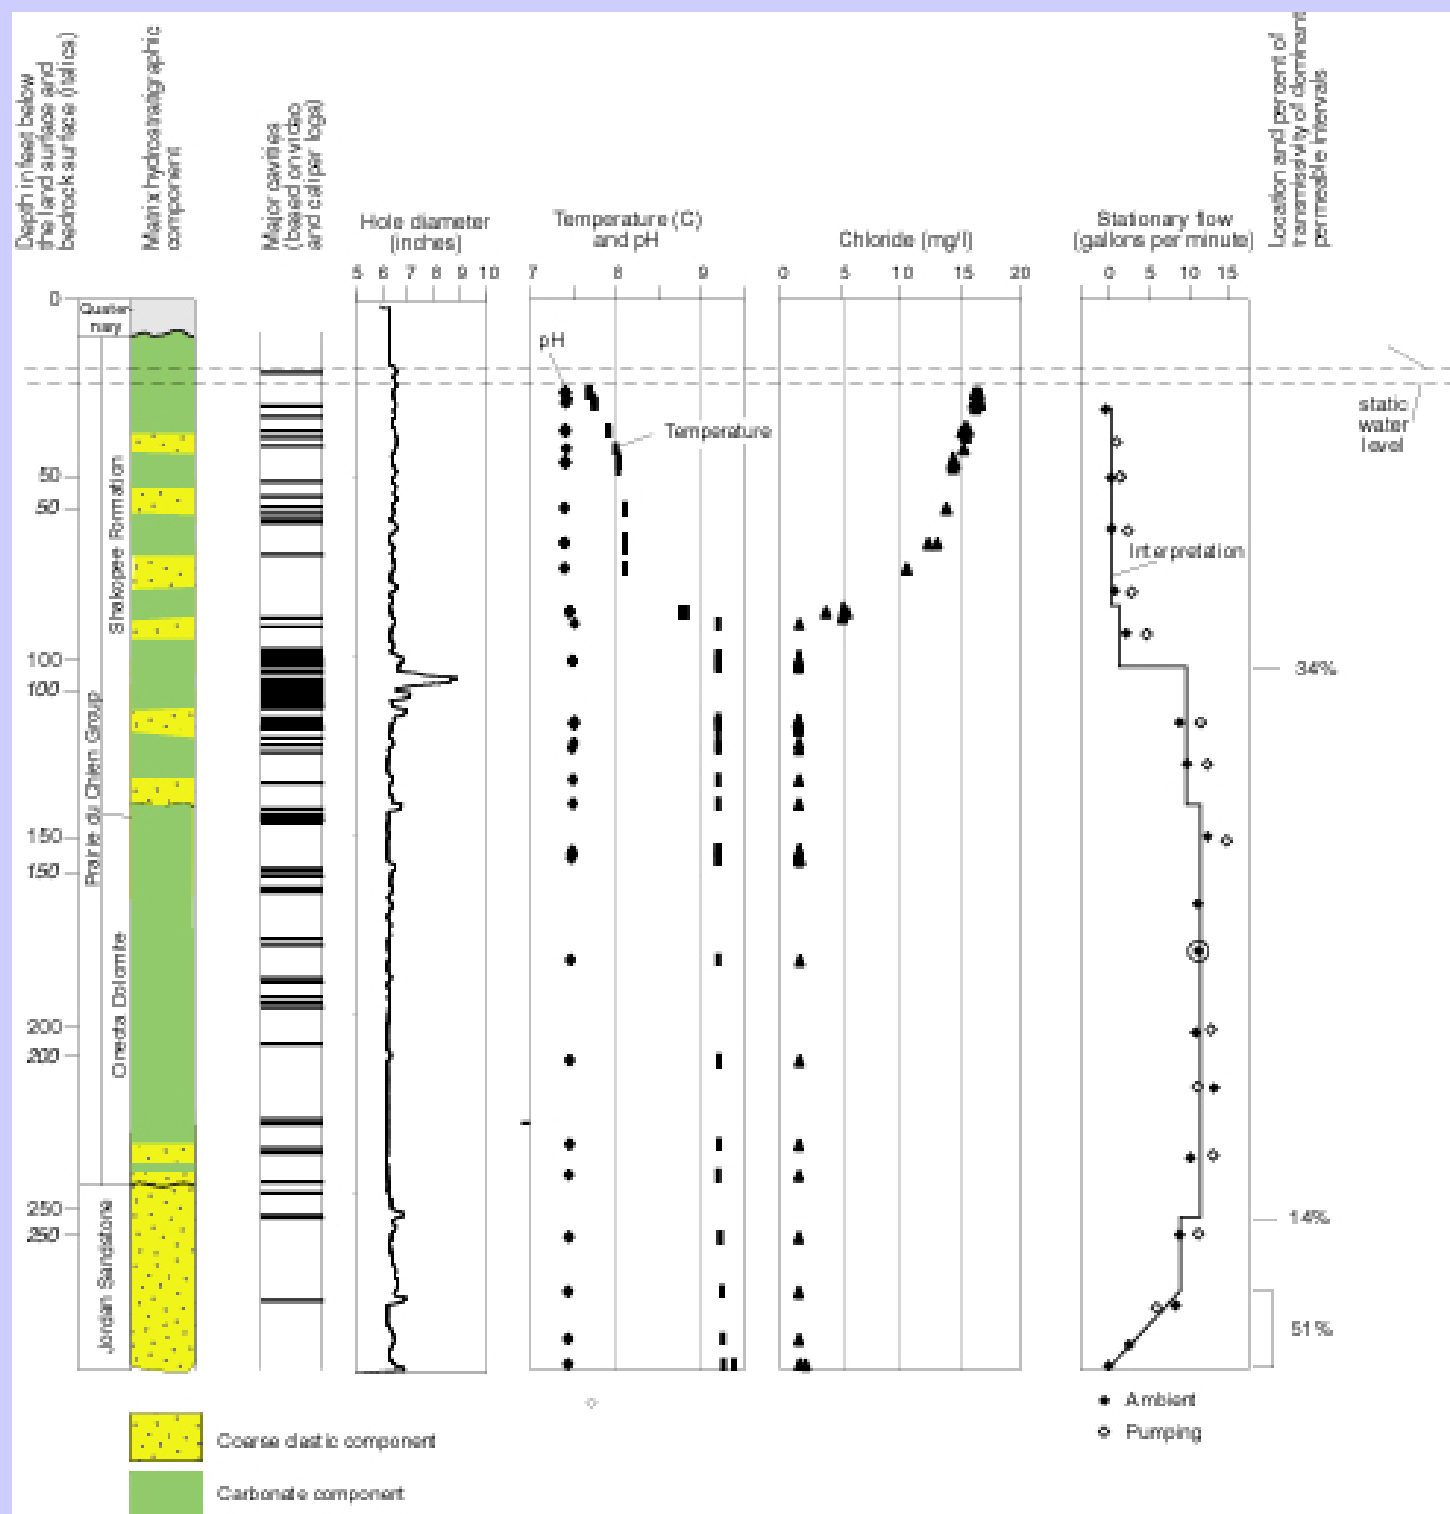 Depth in feet below
the land surface and
bedrock surface (italics)
Matrix hydrostratigraphic
component
Major cavities
(based on video
and caliper logs)
Hole diameter
(inches)
5 6 7 8 9 10
Temperature (C)
and pH
7 8 9
Chloride (mg/l)
0 5 10 15 20
Stationary flow
(gallons per minute)
0 5 10 15
Location and percent of
transmissivity of dominant
permeable intervals
0
50
50
100
100
150
150
200
200
250
250
Quater-
nary
Shakopee Formation
Prairie du Chien Group
Oneota Dolomite
Jordan Sandstone
pH
Temperature
Interpretation
static
water
level
34%
14%
51%
Ambient
Pumping
Coarse clastic component
Carbonate component